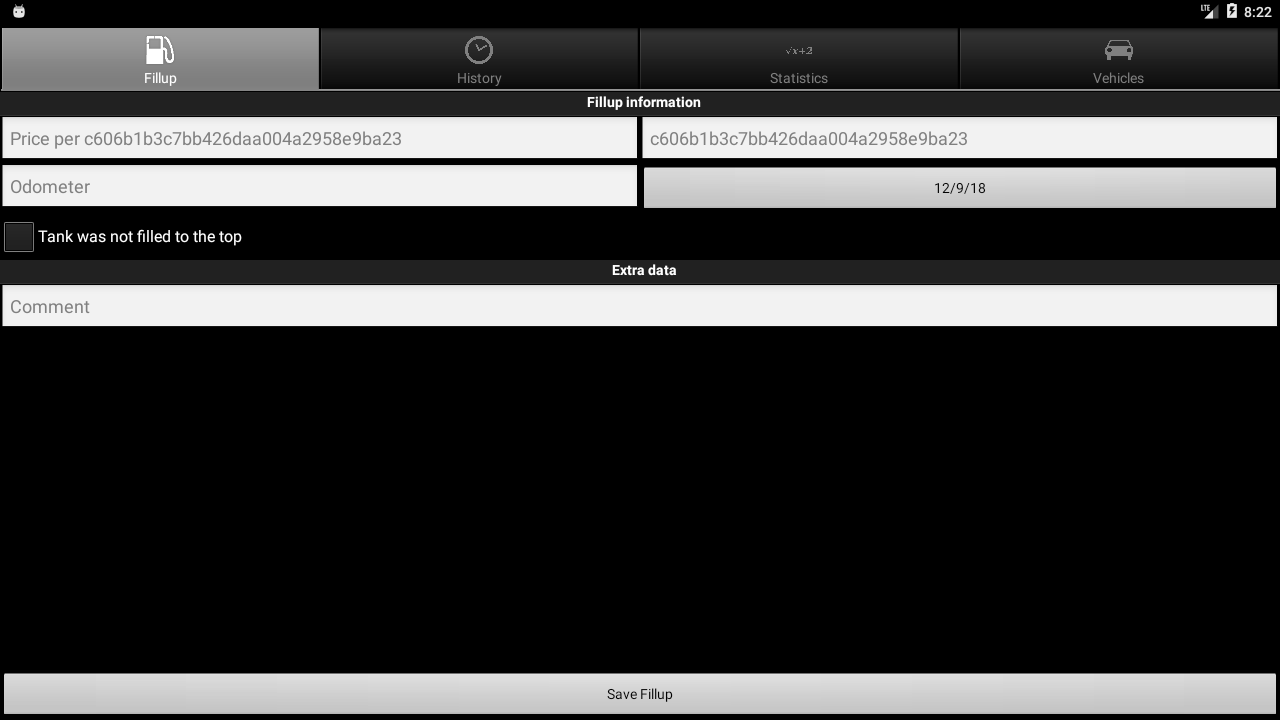 LTE 8:22
Fillup
History
√x+2
Statistics
Vehicles
Fillup information
Price per c606b1b3c7bb426daa004a2958e9ba23
c606b1b3c7bb426daa004a2958e9ba23
Odometer
12/9/18
Tank was not filled to the top
Extra data
Comment
Save Fillup